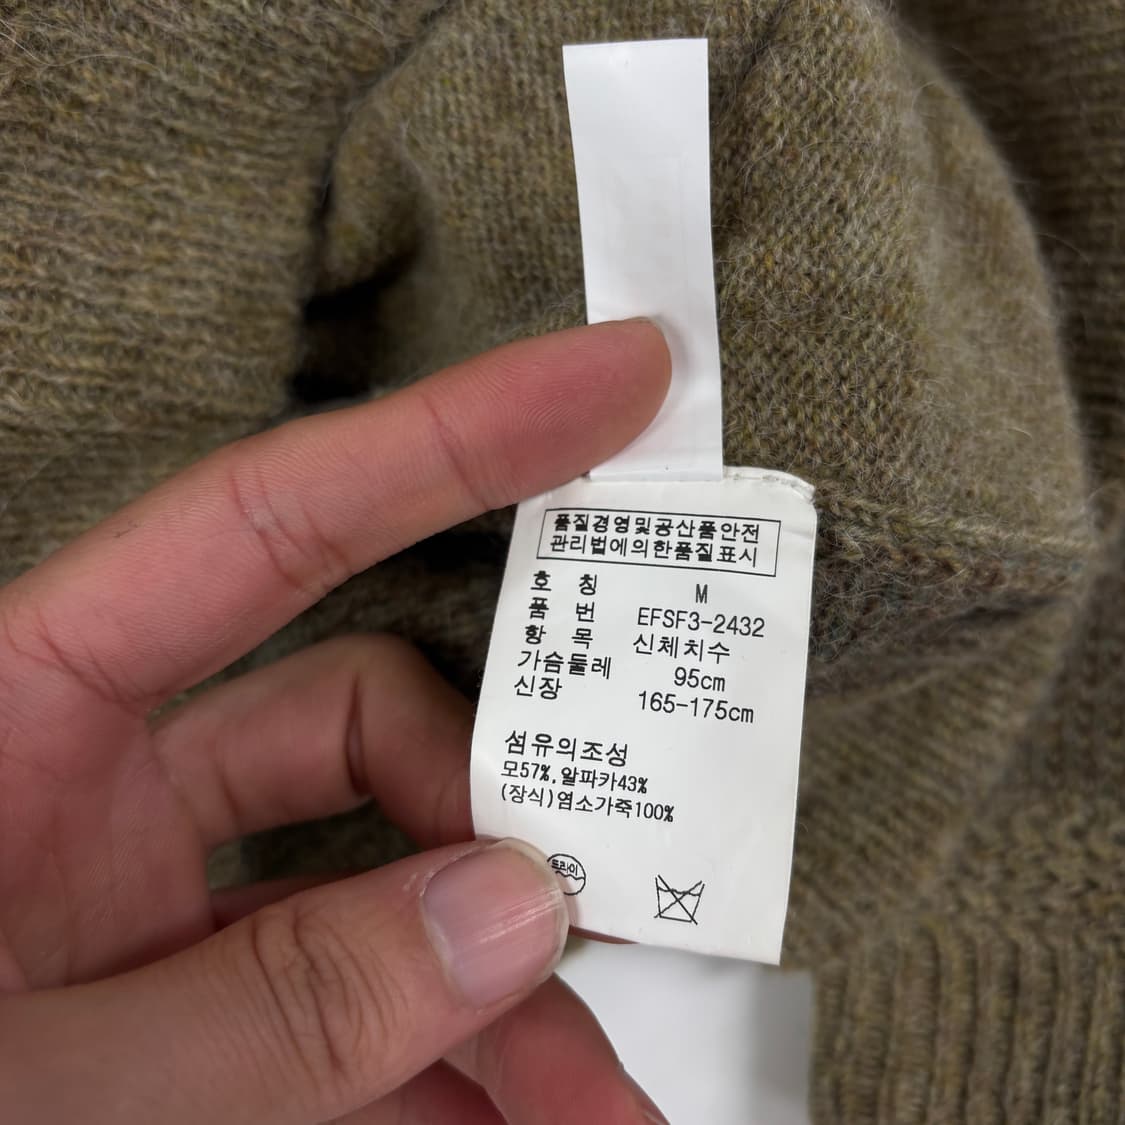 품질경영및공산품안전
관리법에의한품질표시
호 칭 M
품 번 EFSF3-2432
항 목 신체치수
가슴둘레 95cm
신장 165-175cm
섬유의조성
모57%,알파카43%
(장식)염소가죽100%
드라이